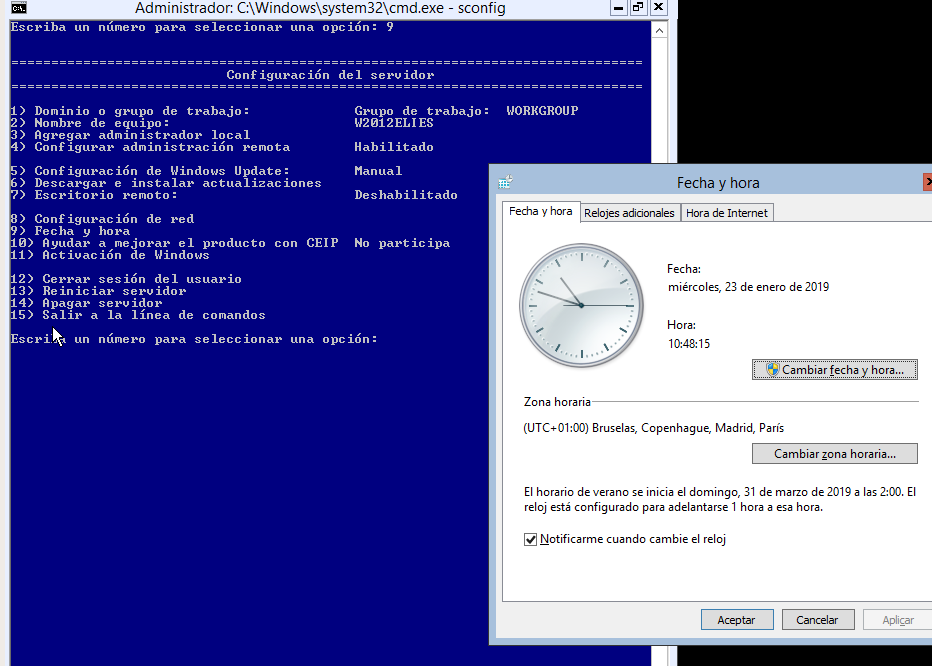 Administrador: C:\Windows\system32\cmd.exe - sconfig
Escriba un número para seleccionar una opción: 9
===============================================================================
Configuración del servidor
===============================================================================
1) Dominio o grupo de trabajo: Grupo de trabajo: WORKGROUP
2) Nombre de equipo: W2012ELIES
3) Agregar administrador local
4) Configurar administración remota Habilitado
5) Configuración de Windows Update: Manual
6) Descargar e instalar actualizaciones
7) Escritorio remoto: Deshabilitado
8) Configuración de red
9) Fecha y hora
10) Ayudar a mejorar el producto con CEIP No participa
11) Activación de Windows
12) Cerrar sesión del usuario
13) Reiniciar servidor
14) Apagar servidor
15) Salir a la línea de comandos
Escriba un número para seleccionar una opción:
Fecha y hora
Fecha y hora Relojes adicionales Hora de Internet
Fecha:
miércoles, 23 de enero de 2019
Hora:
10:48:15
Cambiar fecha y hora...
Zona horaria
(UTC+01:00) Bruselas, Copenhague, Madrid, París
Cambiar zona horaria...
El horario de verano se inicia el domingo, 31 de marzo de 2019 a las 2:00. El
reloj está configurado para adelantarse 1 hora a esa hora.
Notificarme cuando cambie el reloj
Aceptar Cancelar Aplicar